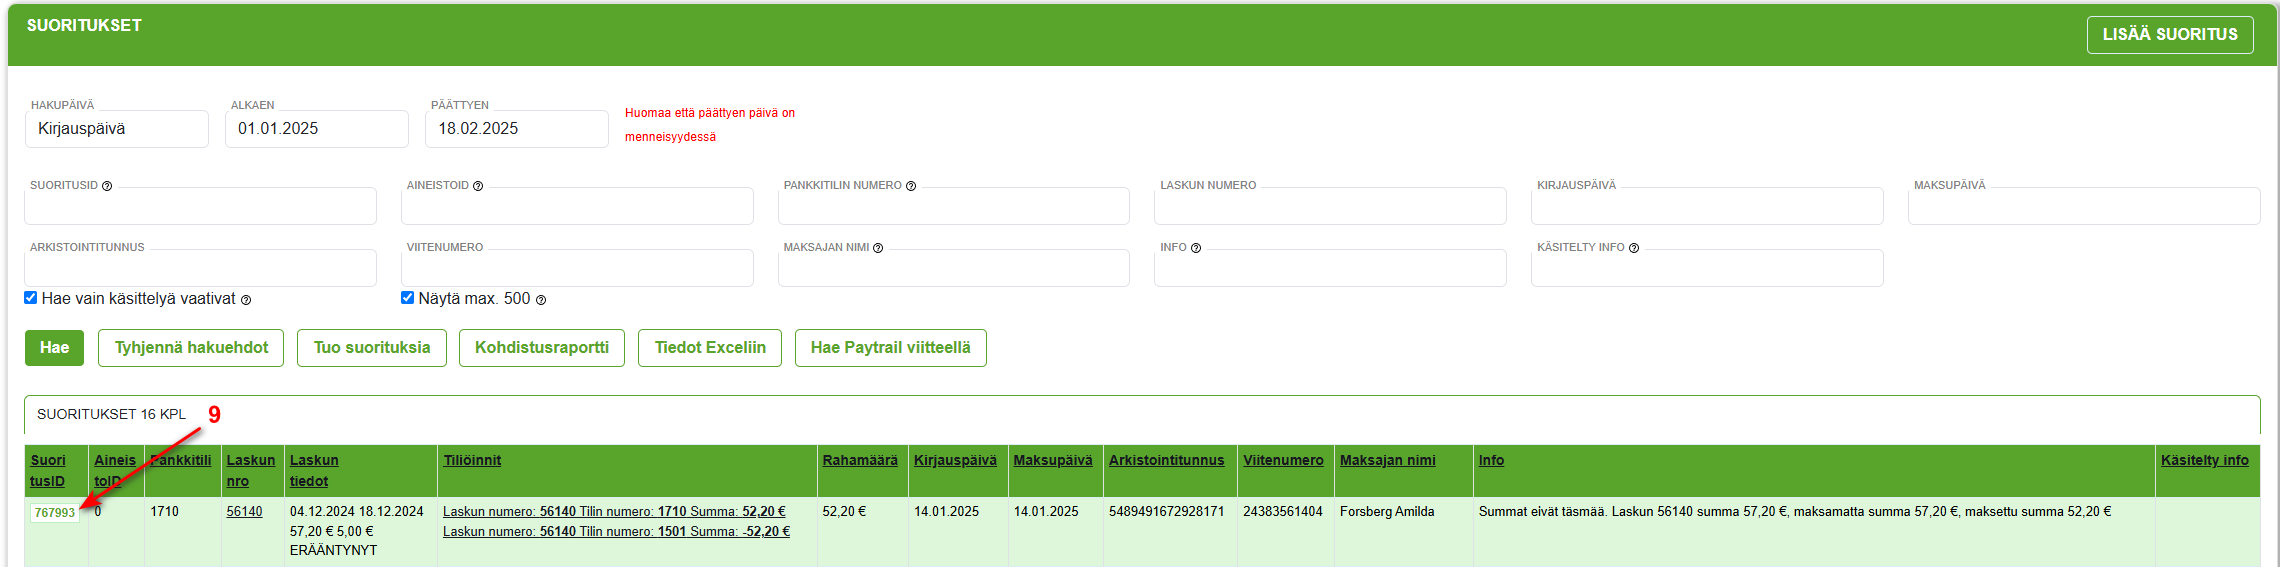 SUORITUKSET
LISÄÄ SUORITUS
HAKUPÄIVÄ ALKAEN PÄÄTTYEN
Kirjauspäivä 01.01.2025 18.02.2025
Huomaa että päättyen päivä on
menneisyydessä
SUORITUSID AINEISTOID PANKKITILIN NUMERO LASKUN NUMERO KIRJAUSPÄIVÄ MAKSUPÄIVÄ
ARKISTOINTITUNNUS VIITENUMERO MAKSAJAN NIMI INFO KÄSITELTY INFO
Hae vain käsittelyä vaativat Näytä max. 500
Hae Tyhjennä hakuehdot Tuo suorituksia Kohdistusraportti Tiedot Exceliin Hae Paytrail viitteellä
SUORITUKSET 16 KPL 9
Suori Aineis Pankkitili Laskun Laskun Tiliöinnit Rahamäärä Kirjauspäivä Maksupäivä Arkistointitunnus Viitenumero Maksajan nimi Info Käsitelty info
tusID toID nro tiedot
767993 0 1710 56140 04.12.2024 18.12.2024 Laskun numero: 56140 Tilin numero: 1710 Summa: 52,20 € 52,20 € 14.01.2025 14.01.2025 5489491672928171 24383561404 Forsberg Amilda Summat eivät täsmää. Laskun 56140 summa 57,20 €, maksamatta summa 57,20 €, maksettu summa 52,20 €
57,20 € 5,00 € Laskun numero: 56140 Tilin numero: 1501 Summa: -52,20 €
ERÄÄNTYNYT